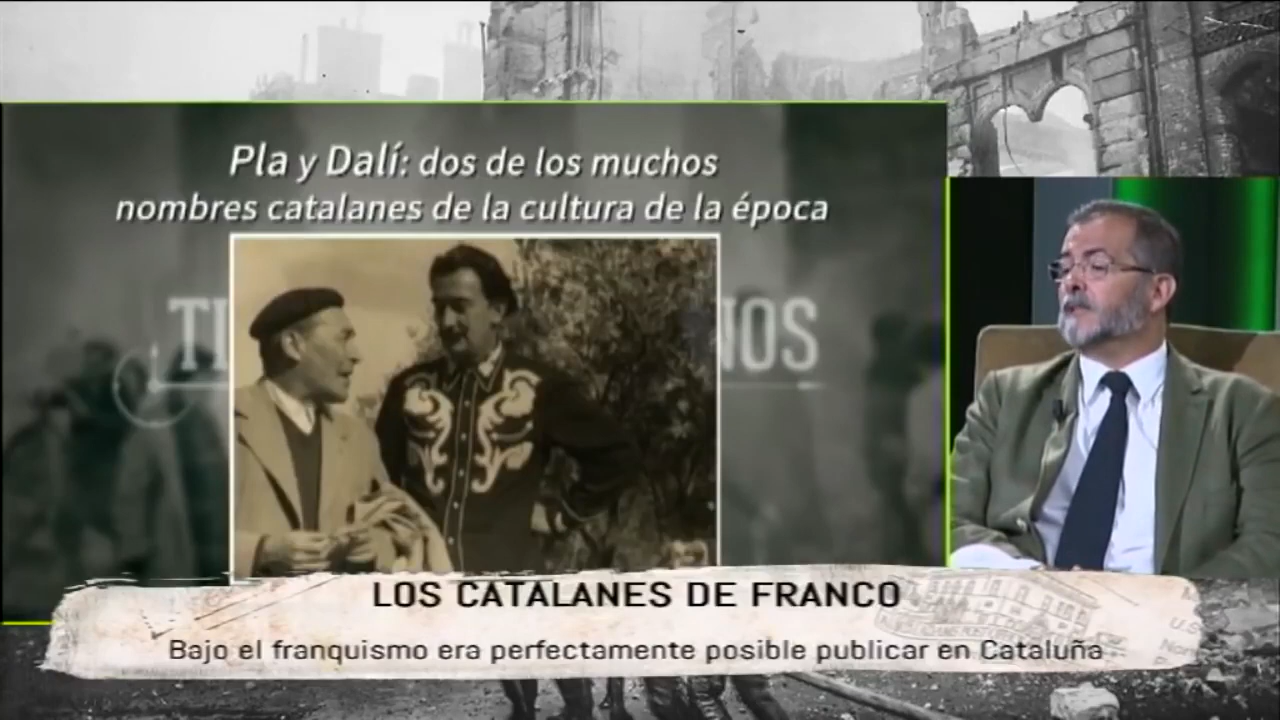 Pla y Dalí: dos de los muchos
nombres catalanes de la cultura de la época
LOS CATALANES DE FRANCO
Bajo el franquismo era perfectamente posible publicar en Cataluña